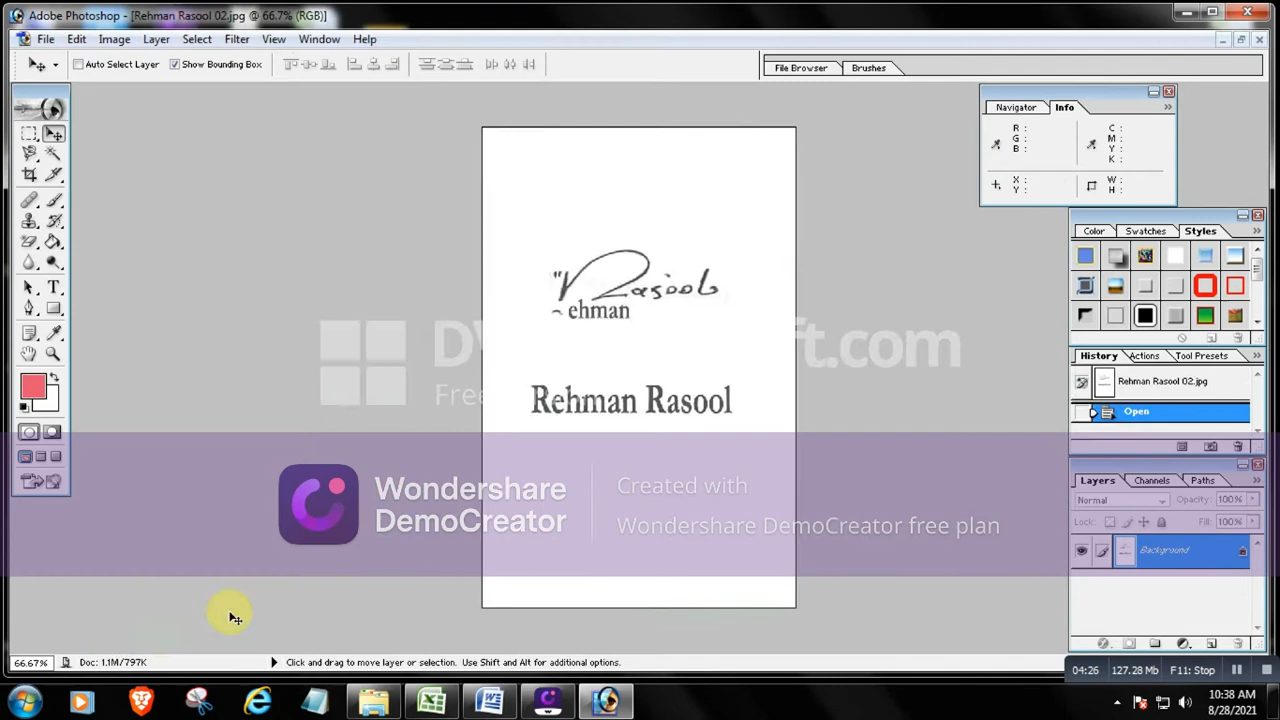 Adobe Photoshop - [Rehman Rasool 02.jpg @ 66.7% (RGB)]
File Edit Image Layer Select Filter View Window Help
Auto Select Layer Show Bounding Box
File Browser Brushes
Navigator Info
R : C :
G : M :
B : Y :
K :
X : W :
Y : H :
Color Swatches Styles
"Rasool
ehman
Free
ft.com
Rehman Rasool
History Actions Tool Presets
Rehman Rasool 02.jpg
Open
Wondershare
DemoCreator
Created with
Wondershare DemoCreator free plan
Layers Channels Paths
Normal Opacity: 100%
Lock: Fill: 100%
Background
66.67% Doc: 1.1M/797K Click and drag to move layer or selection. Use Shift and Alt for additional options.
04:26 127.28 Mb F11: Stop
10:38 AM
8/28/2021